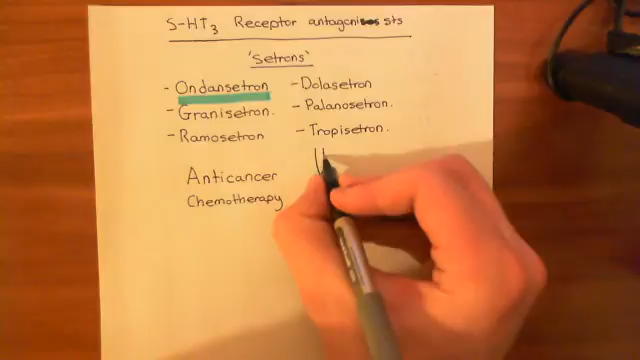 5-HT3 Receptor antagonists
'Setrons'
- Ondansetron - Dolasetron
- Granisetron. - Palanosetron.
- Ramosetron - Tropisetron.
Anticancer
Chemotherapy